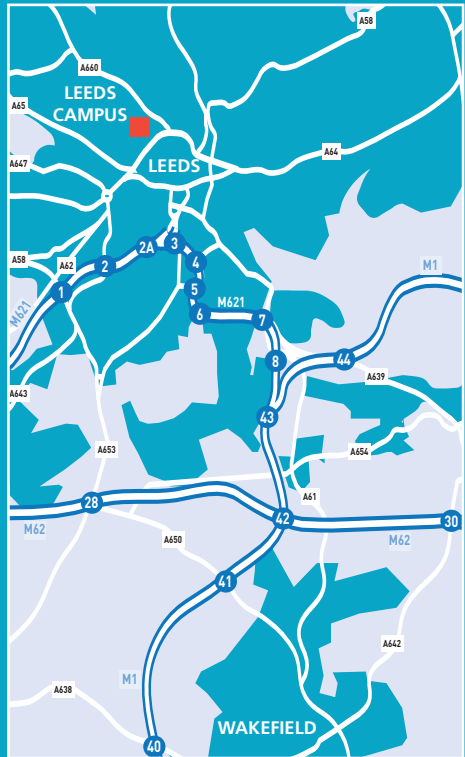 A58
A660
LEEDS
CAMPUS
A65
A64
A647
LEEDS
A58
A62
2A
3
2
4
M1
1
5
M621
M621
6
7
8
44
A639
A643
43
A653
A654
A61
28
42
30
M62
M62
A650
41
A642
M1
A638
WAKEFIELD
40